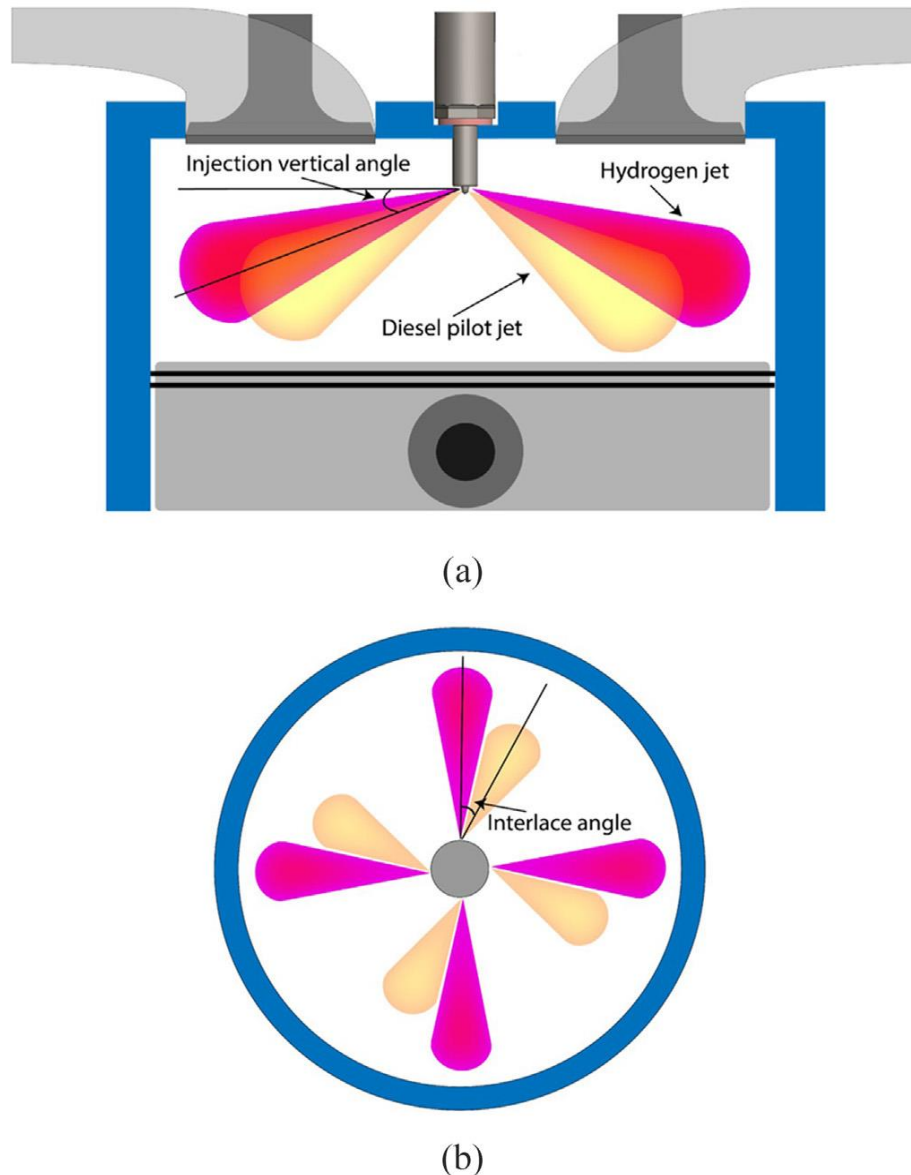 Injection vertical angle
Hydrogen jet
Diesel pilot jet
(a)
Interlace angle
(b)